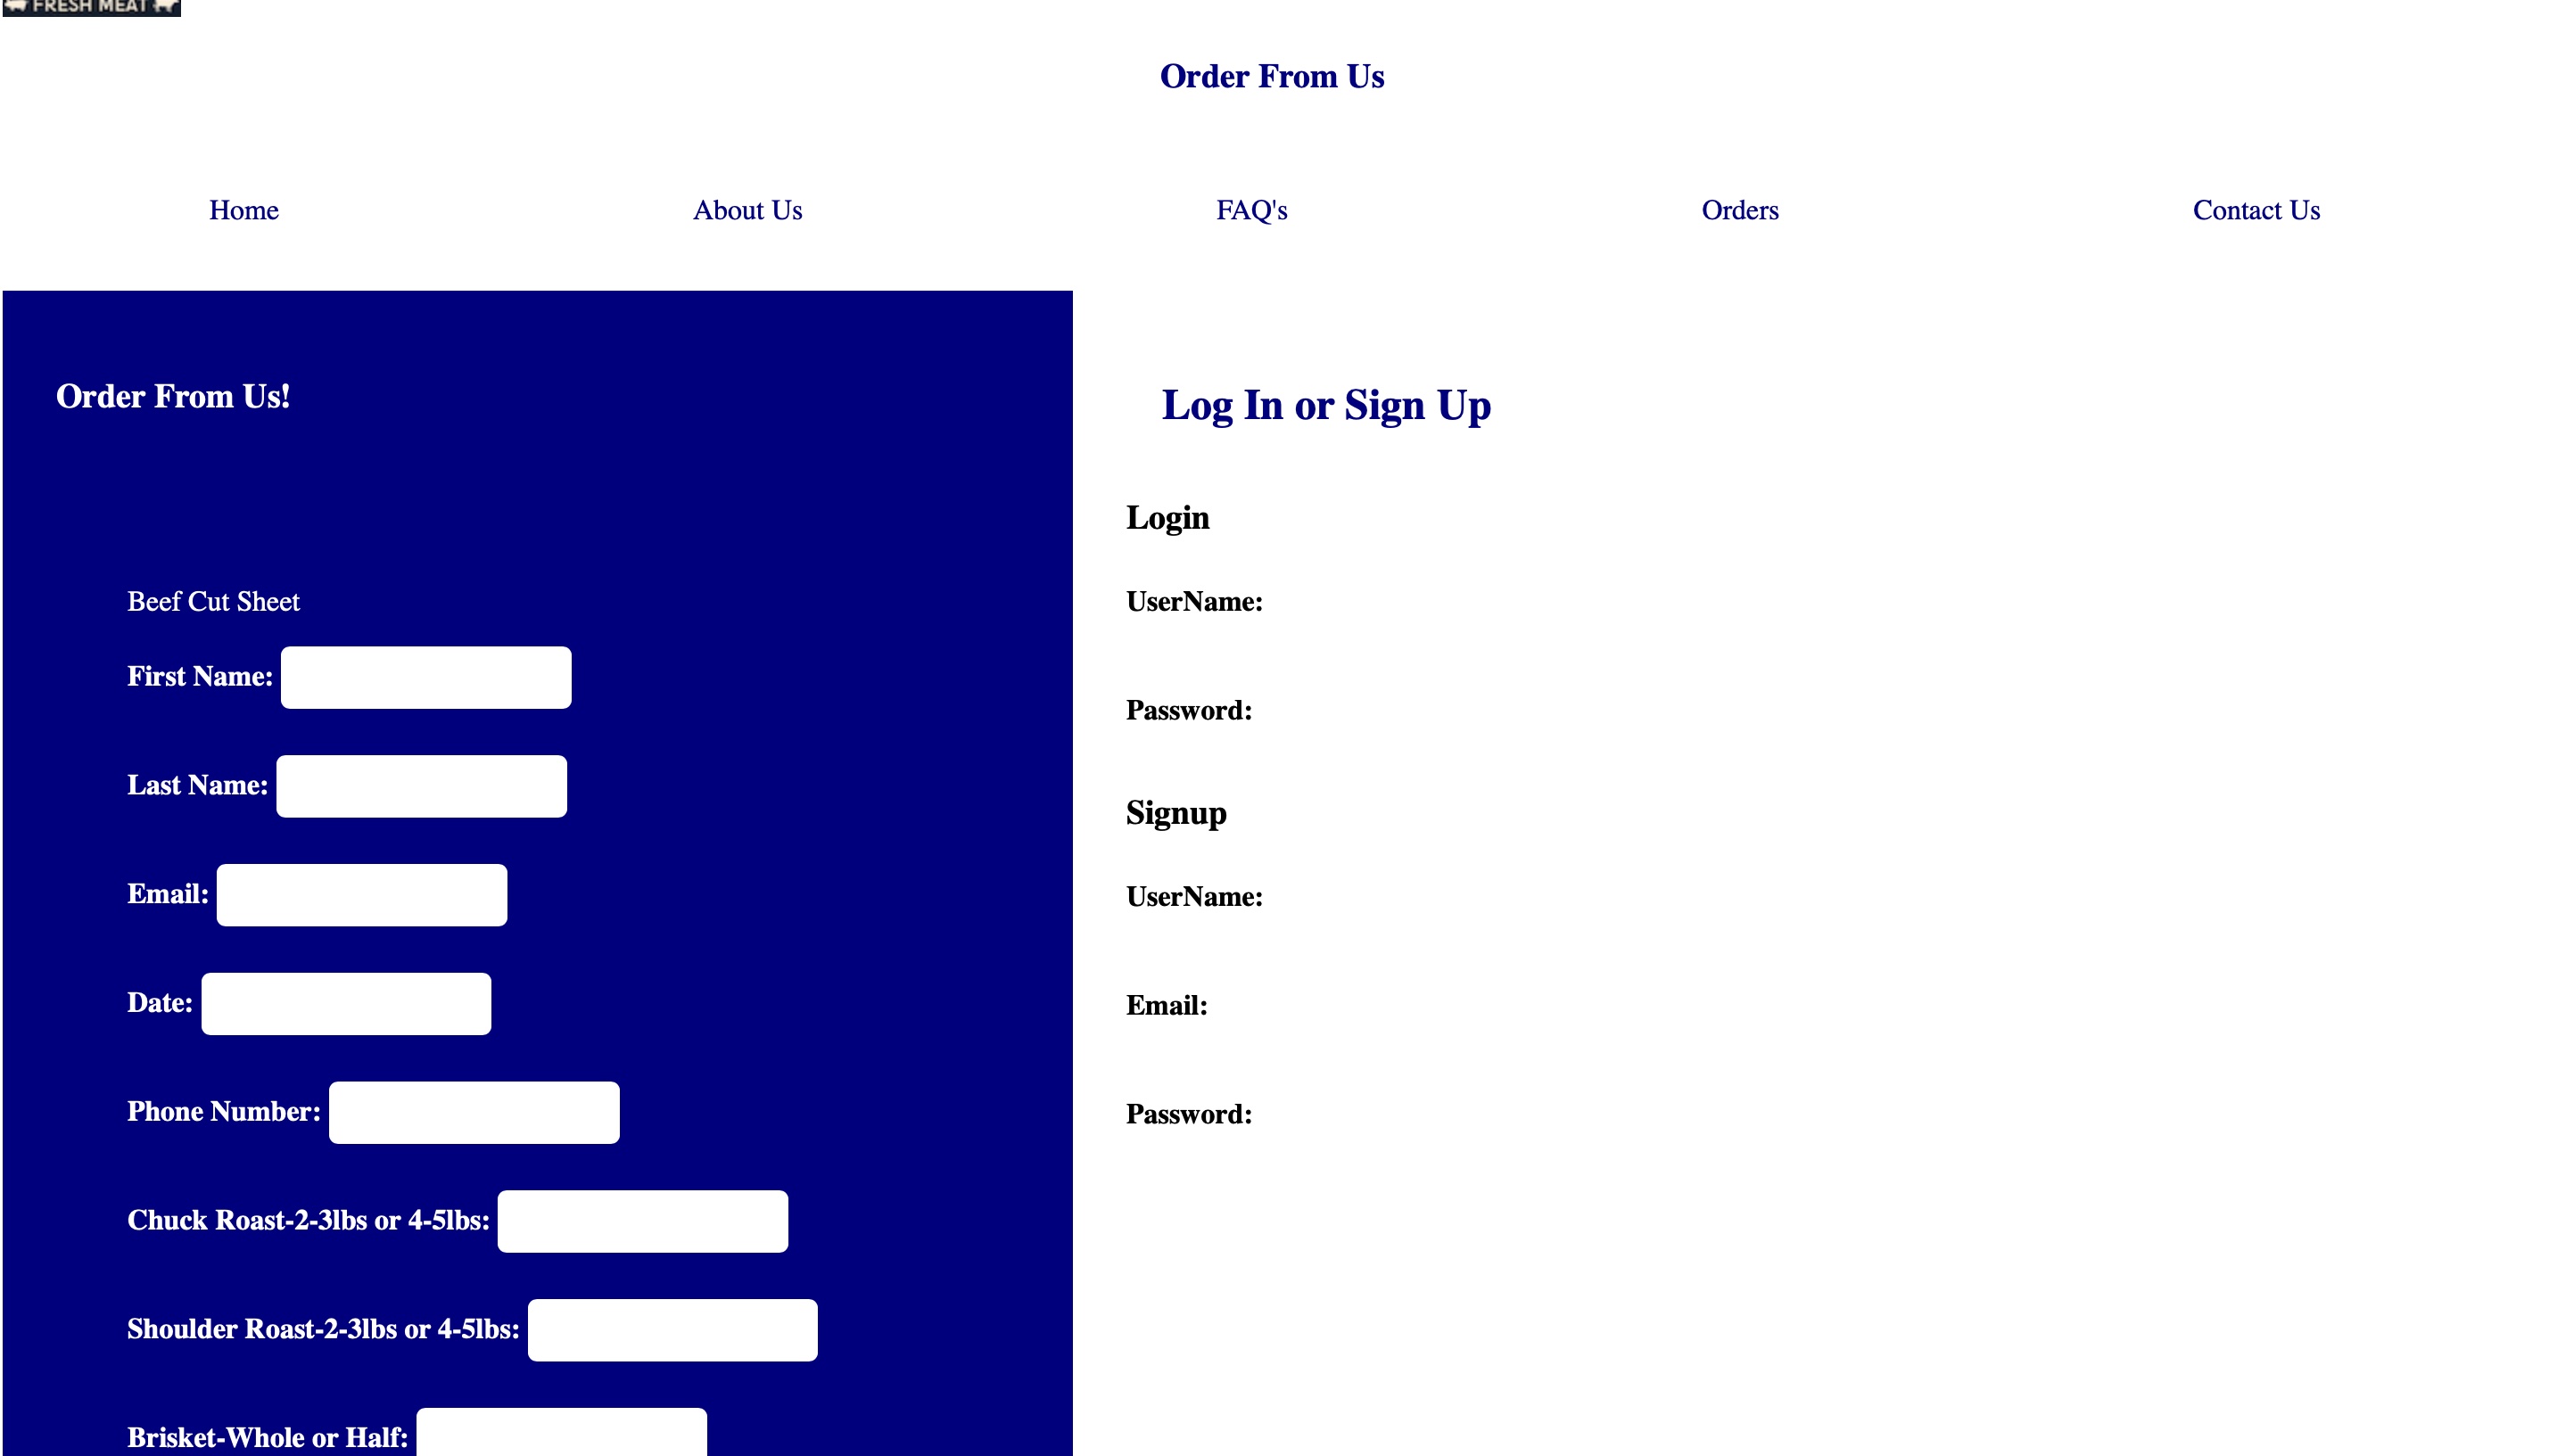 FRESH MEAT
Order From Us
Home
About Us
FAQ's
Orders
Contact Us
Order From Us!
Beef Cut Sheet
First Name:
Last Name:
Email:
Date:
Phone Number:
Chuck Roast-2-3lbs or 4-5lbs:
Shoulder Roast-2-3lbs or 4-5lbs:
Brisket-Whole or Half:
Log In or Sign Up
Login
UserName:
Password:
Signup
UserName:
Email:
Password: